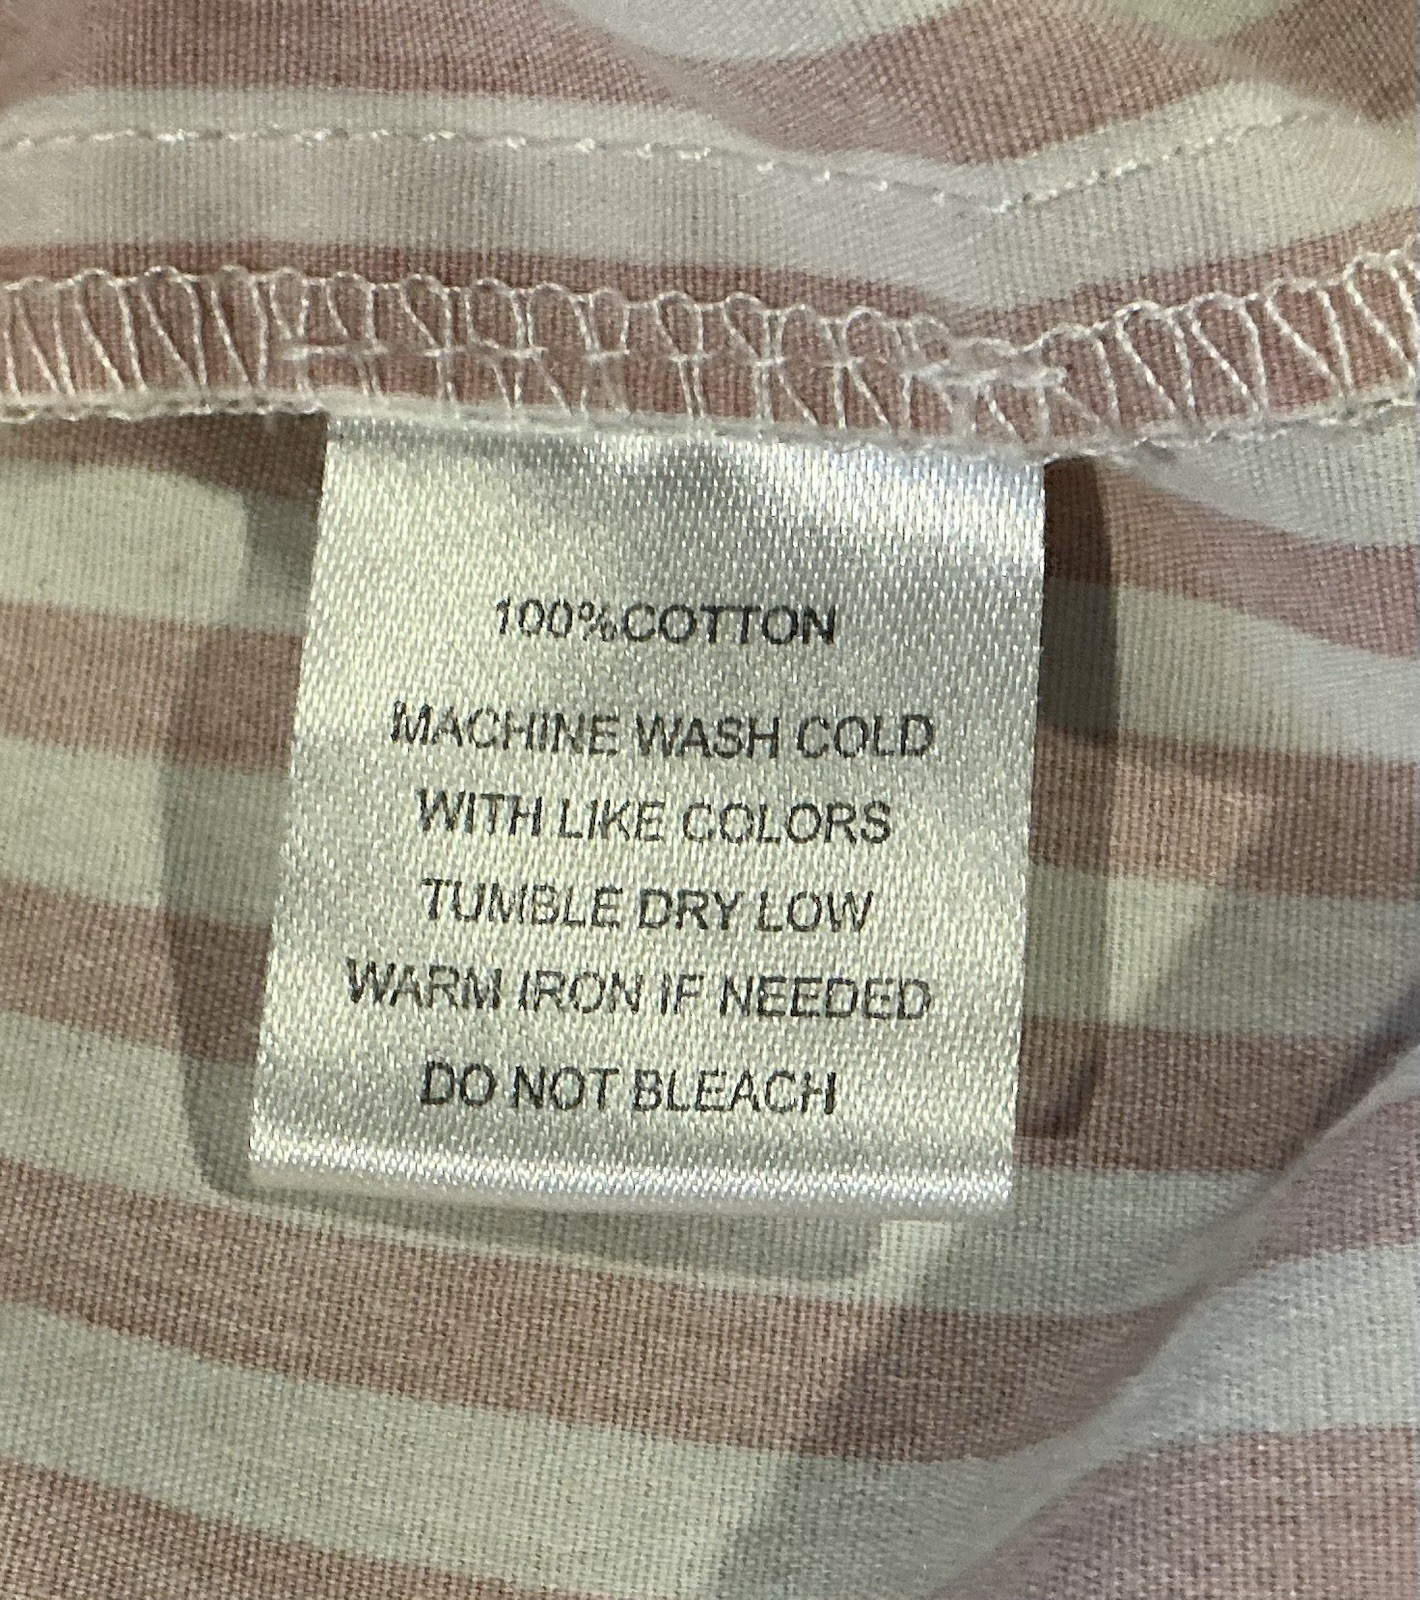 100%COTTON
MACHINE WASH COLD
WITH LIKE COLORS
TUMBLE DRY LOW
WARM IRON IF NEEDED
DO NOT BLEACH